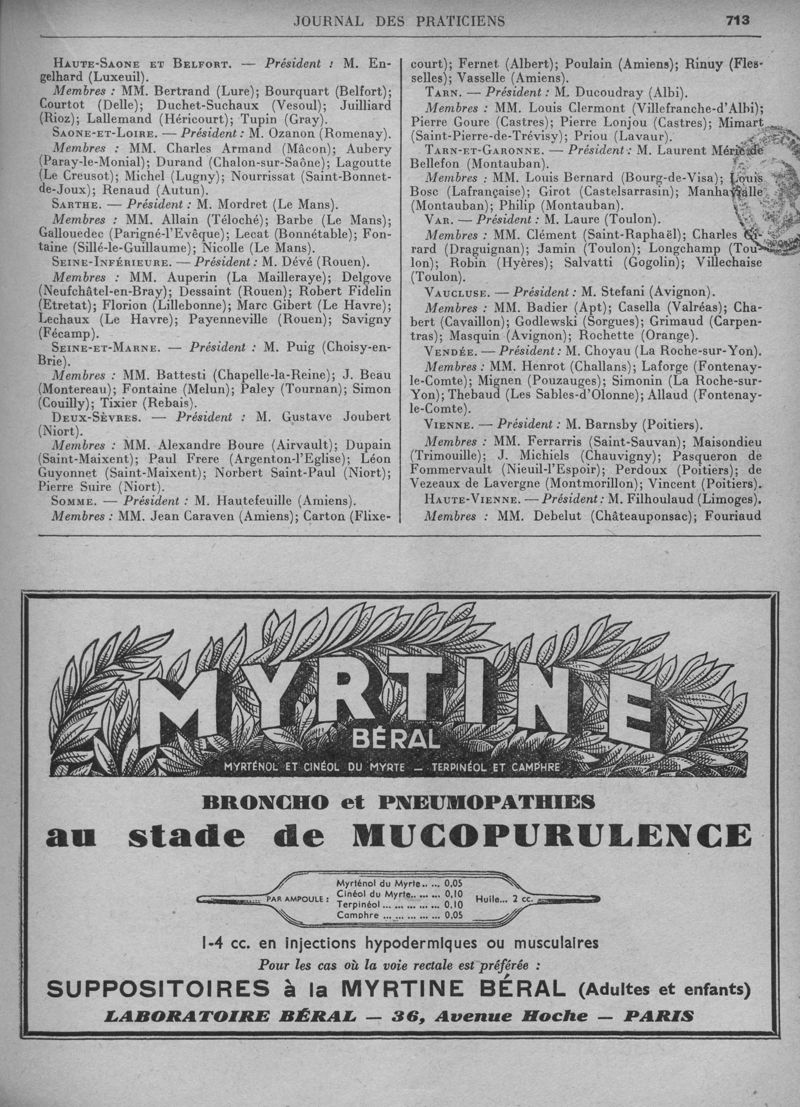 JOURNAL DES PRATICIENS 713
HAUTE-SAONE ET BELFORT. — Président : M. En-
gelhard (Luxeuil).
Membres : MM. Bertrand (Lure); Bourquart (Belfort);
Courtot (Delle); Duchet-Suchaux (Vesoul); Juilliard
(Rioz); Lallemand (Héricourt); Tupin (Gray).
SAONE-ET-LOIRE. — Président : M. Ozanon (Romenay).
Membres : MM. Charles Armand (Mâcon); Aubery
(Paray-le-Monial); Durand (Chalon-sur-Saône); Lagoutte
(Le Creusot); Michel (Lugny); Nourrissat (Saint-Bonnet-
de-Joux); Renaud (Autun).
SARTHE. — Président : M. Mordret (Le Mans).
Membres : MM. Allain (Téloché); Barbe (Le Mans);
Gallouedec (Parigné-l'Evêque); Lecat (Bonnétable); Fon-
taine (Sillé-le-Guillaume); Nicolle (Le Mans).
SEINE-INFÉRIEURE. — Président : M. Dévé (Rouen).
Membres : MM. Auperin (La Mailleraye); Delgove
(Neufchâtel-en-Bray); Dessaint (Rouen); Robert Fidelin
(Etretat); Florion (Lillebonne); Marc Gibert (Le Havre);
Lechaux (Le Havre); Payenneville (Rouen); Savigny
(Fécamp).
SEINE-ET-MARNE. — Président : M. Puig (Choisy-en-
Brie).
Membres : MM. Battesti (Chapelle-la-Reine); J. Beau
(Montereau); Fontaine (Melun); Paley (Tournan); Simon
(Couilly); Tixier (Rebais).
DEUX-SÈVRES. — Président : M. Gustave Joubert
(Niort).
Membres : MM. Alexandre Boure (Airvault); Dupain
(Saint-Maixent); Paul Frere (Argenton-l'Eglise); Léon
Guyonnet (Saint-Maixent); Norbert Saint-Paul (Niort);
Pierre Suire (Niort).
SOMME. — Président : M. Hautefeuille (Amiens).
Membres : MM. Jean Caraven (Amiens); Carton (Flixe-
court); Fernet (Albert); Poulain (Amiens); Rinuy (Fles-
selles); Vasselle (Amiens).
TARN. — Président : M. Ducoudray (Albi).
Membres : MM. Louis Clermont (Villefranche-d'Albi);
Pierre Goure (Castres); Pierre Lonjou (Castres); Mimart
(Saint-Pierre-de-Trévisy); Priou (Lavaur).
TARN-ET-GARONNE. — Président : M. Laurent Méric de
Bellefon (Montauban).
Membres : MM. Louis Bernard (Bourg-de-Visa); Louis
Bosc (Lafrançaise); Girot (Castelsarrasin);
(Montauban); Philip (Montauban).
VAR. — Président : M. Laure (Toulon).
Membres : MM. Clément (Saint-Raphaël); Charles Gi-
rard (Draguignan); Jamin (Toulon); Longchamp (Tou-
lon); Robin (Hyères); Salvatti (Gogolin); Villechaise
(Toulon).
VAUCLUSE. — Président : M. Stefani (Avignon).
Membres : MM. Badier (Apt); Casella (Valréas); Cha-
bert (Cavaillon); Godlewski (Sorgues); Grimaud (Carpen-
tras); Masquin (Avignon); Rochette (Orange).
VENDÉE. — Président : M. Choyau (La Roche-sur-Yon).
Membres : MM. Henrot (Challans); Laforge (Fontenay-
le-Comte); Mignen (Pouzauges); Simonin (La Roche-sur-
Yon); Thebaud (Les Sables-d'Olonne); Allaud (Fontenay-
le-Comte).
VIENNE. — Président : M. Barnsby (Poitiers).
Membres : MM. Ferrarris (Saint-Sauvan); Maisondieu
(Trimouille); J. Michiels (Chauvigny); Pasqueron de
Fommervault (Nieuil-l'Espoir); Perdoux (Poitiers); de
Vezeaux de Lavergne (Montmorillon); Vincent (Poitiers).
HAUTE-VIENNE. — Président : M. Filhoulaud (Limoges).
Membres : MM. Debelut (Châteauponsac); Fouriaud
MYRTINE
BÉRAL
MYRTÉNOL ET CINÉOL DU MYRTE — TERPINÉOL ET CAMPHRE
BRONCHO et PNEUMOPATHIES
au stade de MUCOPURULENCE
PAR AMPOULE :
Myrténol du Myrte.. ... 0,05
Cinéol du Myrte.. ... ... 0,10
Terpinéol ... ... ... ... ... 0,10
Camphre ... ... ... ... ... 0,05
Huile... 2 cc.
1-4 cc. en injections hypodermiques ou musculaires
Pour les cas où la voie rectale est préférée :
SUPPOSITOIRES à la MYRTINE BÉRAL (Adultes et enfants)
LABORATOIRE BÉRAL — 36, Avenue Hoche — PARIS